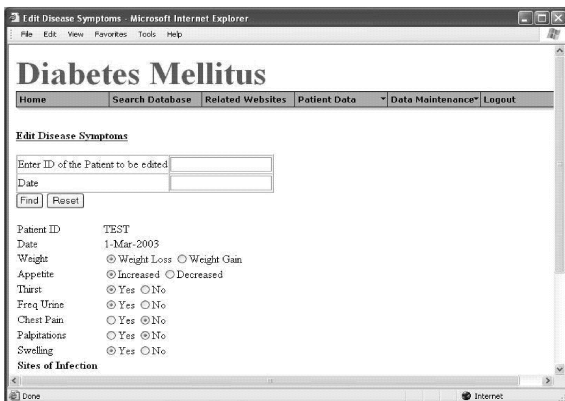 Edit Disease Symptoms - Microsoft Internet Explorer
File Edit View Favorites Tools Help
Diabetes Mellitus
Home Search Database Related Websites Patient Data Data Maintenance Logout
Edit Disease Symptoms
Enter ID of the Patient to be edited
Date
Find Reset
Patient ID TEST
Date 1-Mar-2003
Weight Weight Loss Weight Gain
Appetite Increased Decreased
Thirst Yes No
Freq Urine Yes No
Chest Pain Yes No
Palpitations Yes No
Swelling Yes No
Sites of Infection
Done Internet